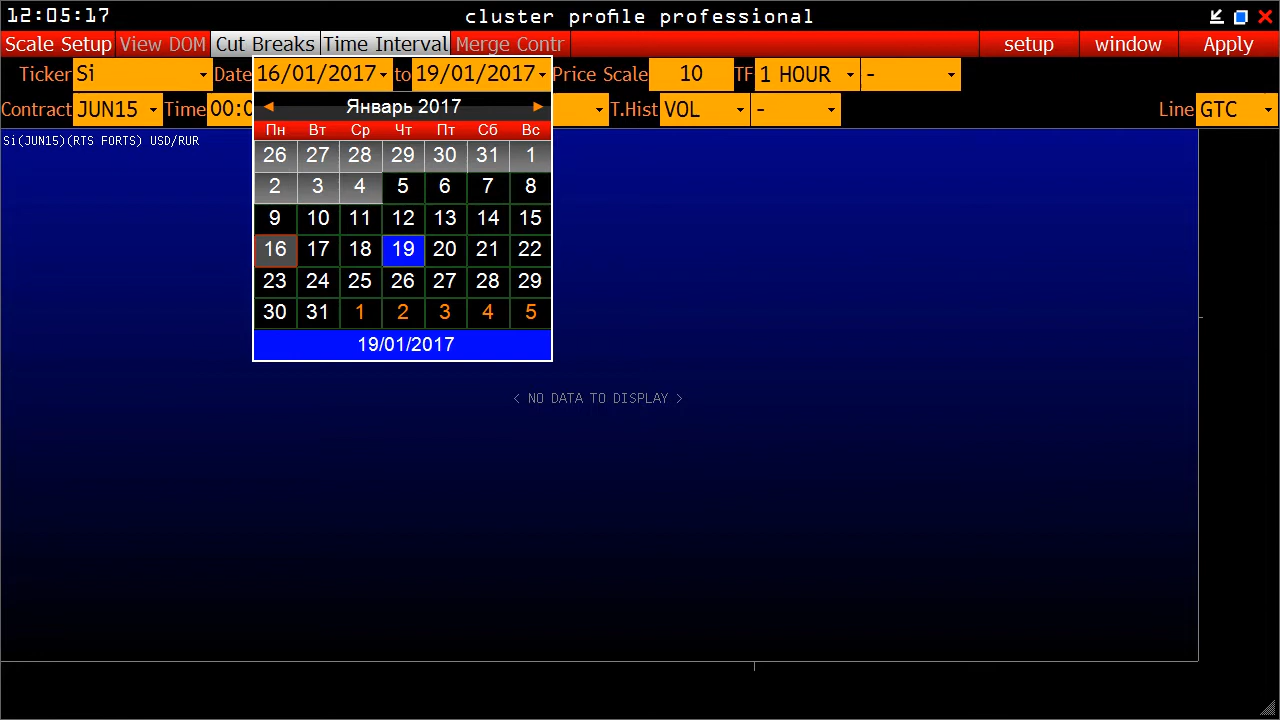 12:05:17 cluster profile professional
Scale Setup View DOM Cut Breaks Time Interval Merge Contr setup window Apply
Ticker Si Date 16/01/2017 to 19/01/2017 Price Scale 10 TF 1 HOUR -
Contract JUN15 Time 00:0 T.Hist VOL - Line GTC
Январь 2017
Пн Вт Ср Чт Пт Сб Вс
Si(JUN15)(RTS FORTS) USD/RUR
26 27 28 29 30 31 1
2 3 4 5 6 7 8
9 10 11 12 13 14 15
16 17 18 19 20 21 22
23 24 25 26 27 28 29
30 31 1 2 3 4 5
19/01/2017
< NO DATA TO DISPLAY >